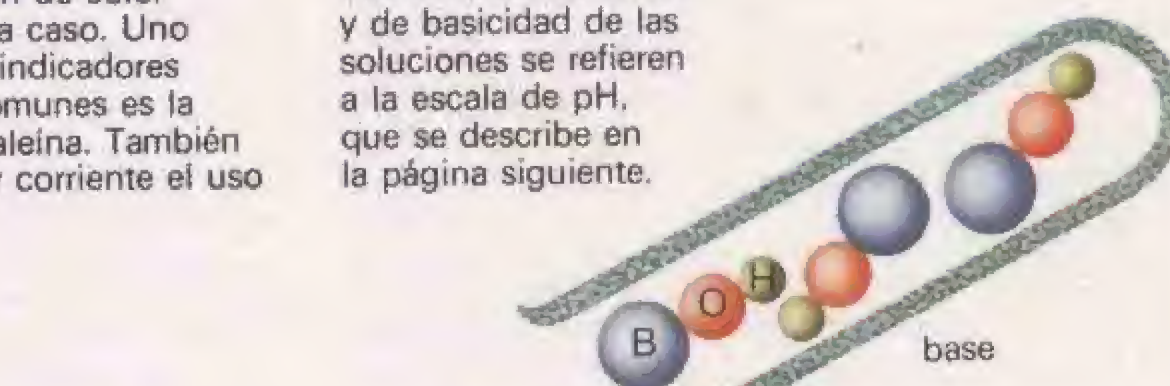 a caso. Uno
indicadores
omunes es la
aleína. También
corriente el uso
y de basicidad de las
soluciones se refieren
a la escala de pH,
que se describe en
la página siguiente.
B
O
H
base